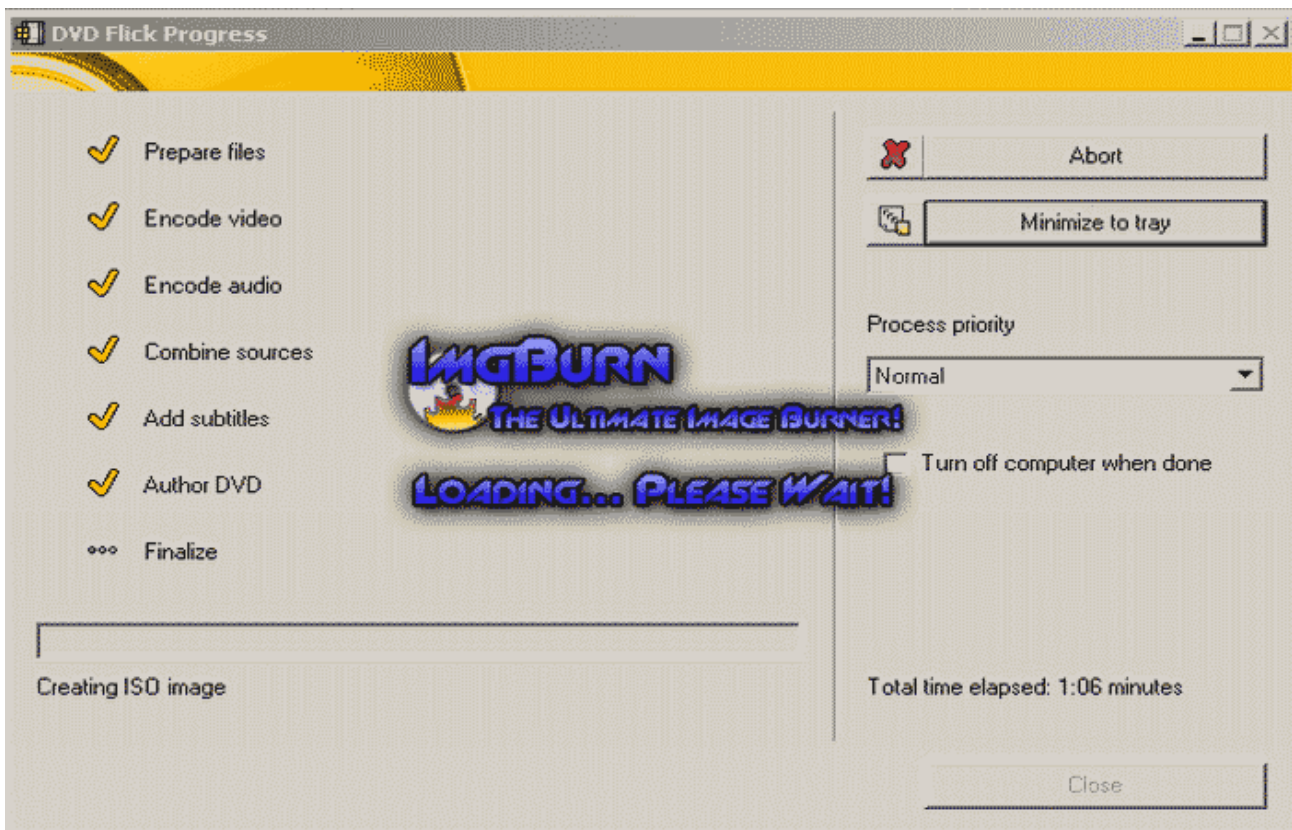 DVD Flick Progress
Prepare files
Encode video
Encode audio
Combine sources
Add subtitles
Author DVD
Finalize
Creating ISO image
ImgBurn
The Ultimate Image Burner!
Loading... Please Wait!
Abort
Minimize to tray
Process priority
Normal
Turn off computer when done
Total time elapsed: 1:06 minutes
Close